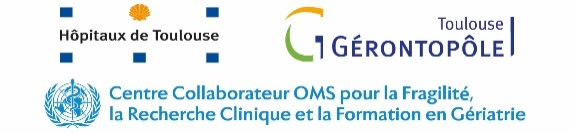 Hôpitaux de Toulouse
Toulouse
GÉRONTOPÔLE
Centre Collaborateur OMS pour la Fragilité,
la Recherche Clinique et la Formation en Gériatrie